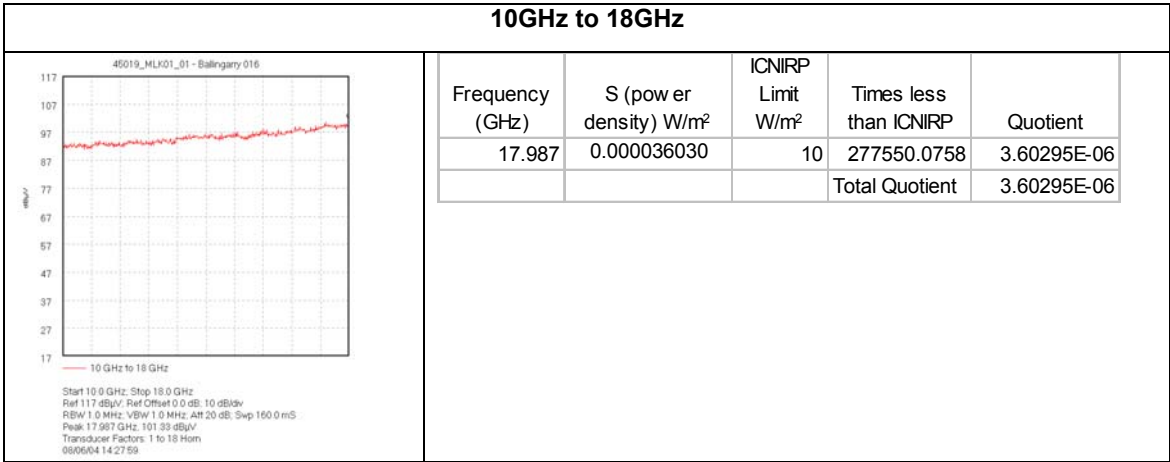 10GHz to 18GHz
45019_MLK01_01 - Ballingarry 016
117
107
97
87
77
67
57
47
37
27
17
dBµV
10 GHz to 18 GHz
Start 10.0 GHz; Stop 18.0 GHz
Ref 117 dBµV; Ref Offset 0.0 dB; 10 dB/div
RBW 1.0 MHz; VBW 1.0 MHz; Att 20 dB; Swp 160.0 mS
Peak 17.987 GHz, 101.33 dBµV
Transducer Factors: 1 to 18 Horn
08/06/04 14:27:59
Frequency (GHz) S (pow er density) W/m² ICNIRP Limit W/m² Times less than ICNIRP Quotient
17.987 0.000036030 10 277550.0758 3.60295E-06
Total Quotient 3.60295E-06